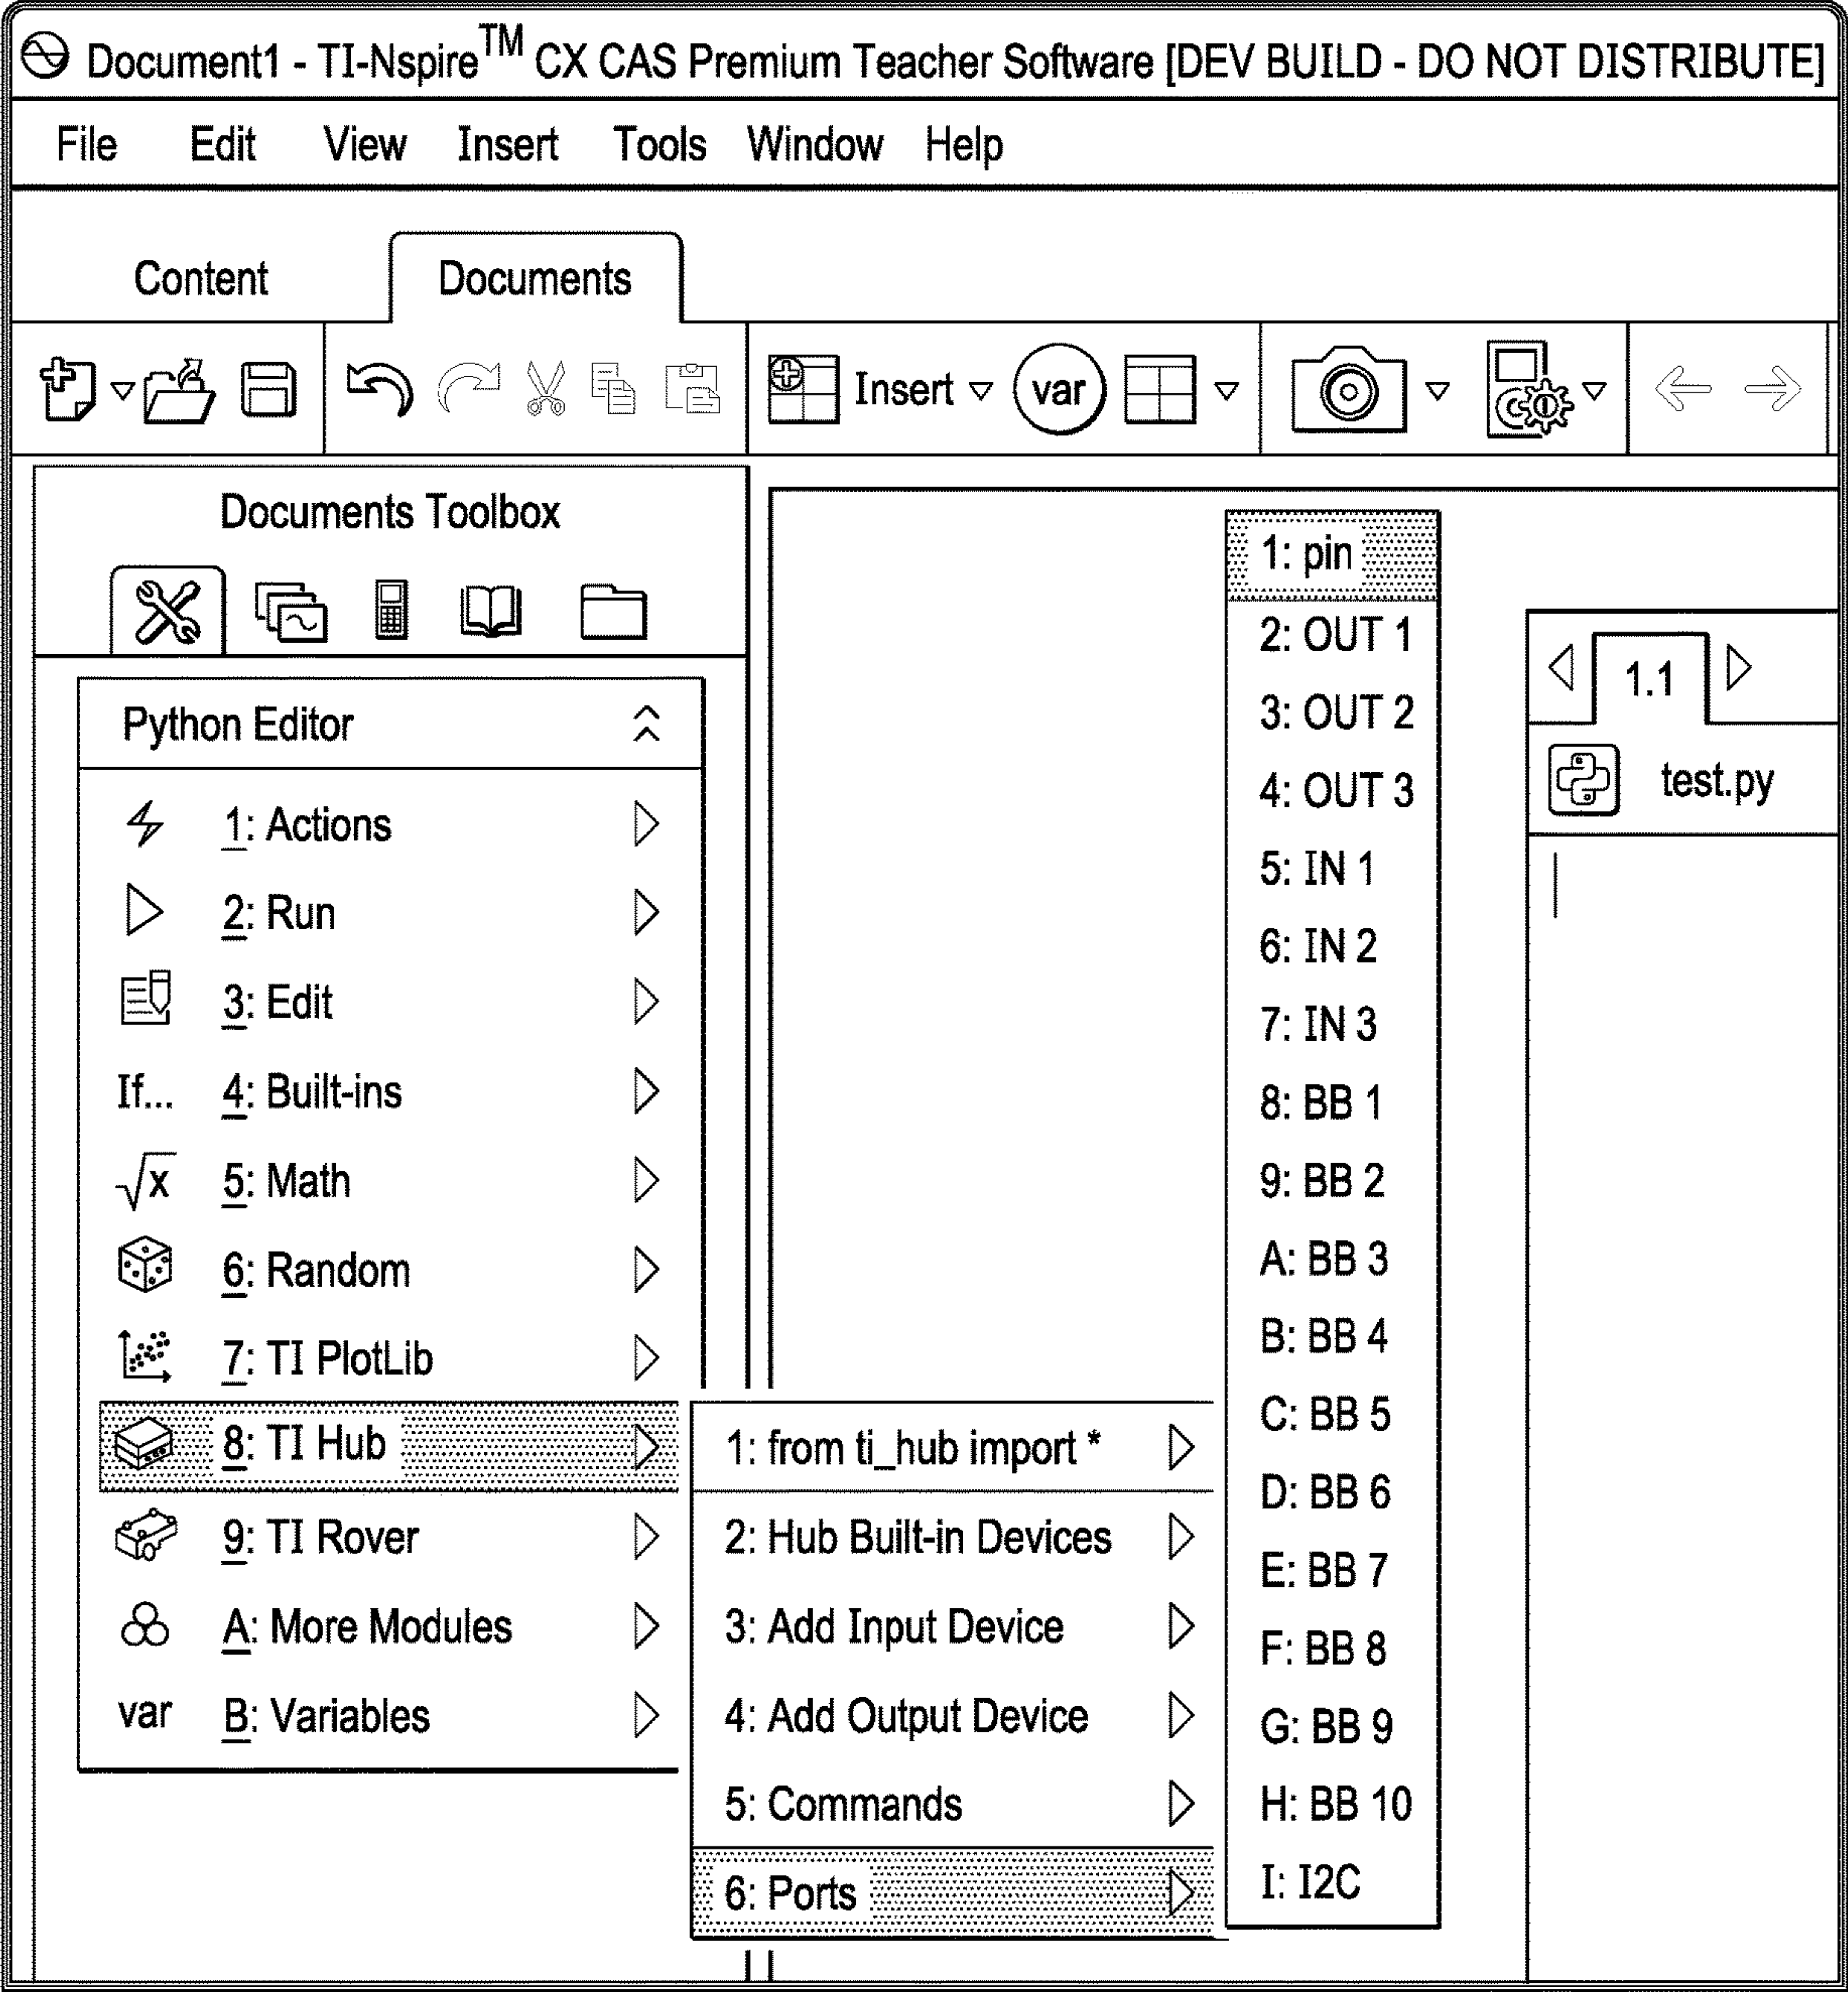 Document1 - TI-Nspire™ CX CAS Premium Teacher Software [DEV BUILD - DO NOT DISTRIBUTE]
File Edit View Insert Tools Window Help
Content Documents
Insert var
Documents Toolbox
Python Editor
1: Actions
2: Run
3: Edit
If... 4: Built-ins
√x 5: Math
6: Random
7: TI PlotLib
8: TI Hub
9: TI Rover
A: More Modules
var B: Variables
1: from ti_hub import *
2: Hub Built-in Devices
3: Add Input Device
4: Add Output Device
5: Commands
6: Ports
1: pin
2: OUT 1
3: OUT 2
4: OUT 3
5: IN 1
6: IN 2
7: IN 3
8: BB 1
9: BB 2
A: BB 3
B: BB 4
C: BB 5
D: BB 6
E: BB 7
F: BB 8
G: BB 9
H: BB 10
I: I2C
1.1
test.py